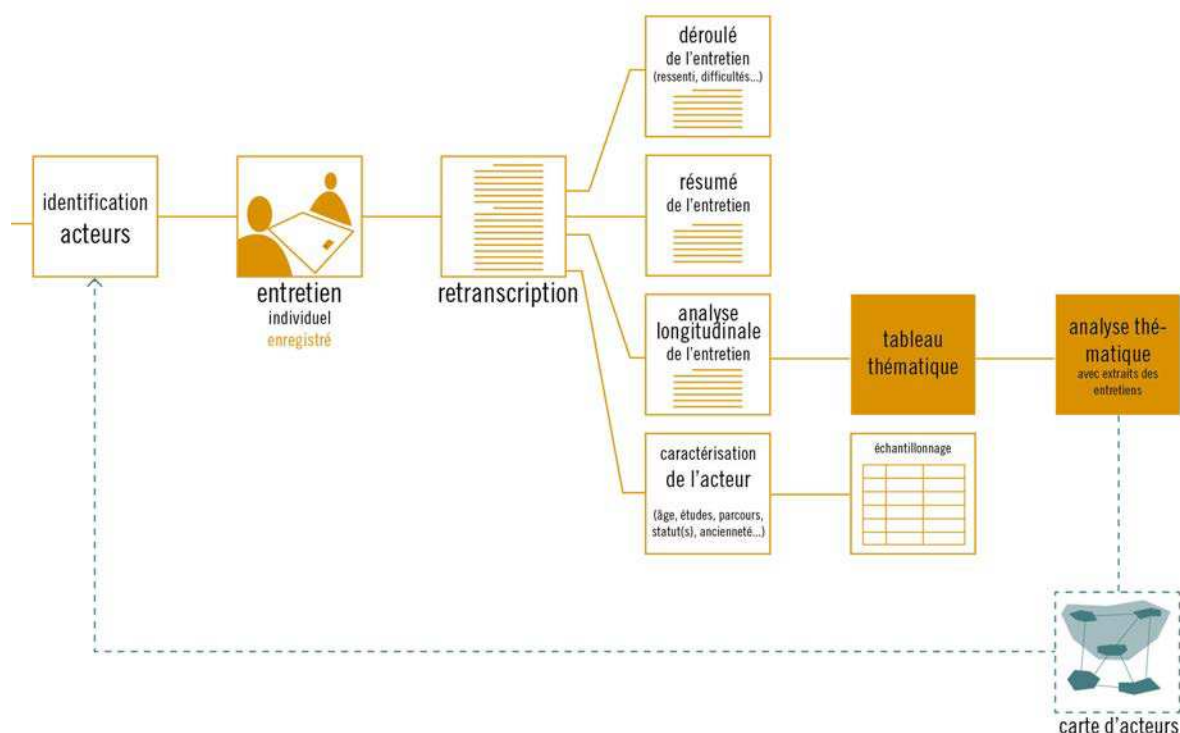 déroulé
de l'entretien
(ressenti, difficultés...)
identification
acteurs
entretien
individuel
enregistré
retranscription
résumé
de l'entretien
analyse
longitudinale
de l'entretien
tableau
thématique
analyse thé-
matique
avec extraits des
entretiens
caractérisation
de l'acteur
(âge, études, parcours,
statut(s), ancienneté...)
échantillonnage
carte d'acteurs